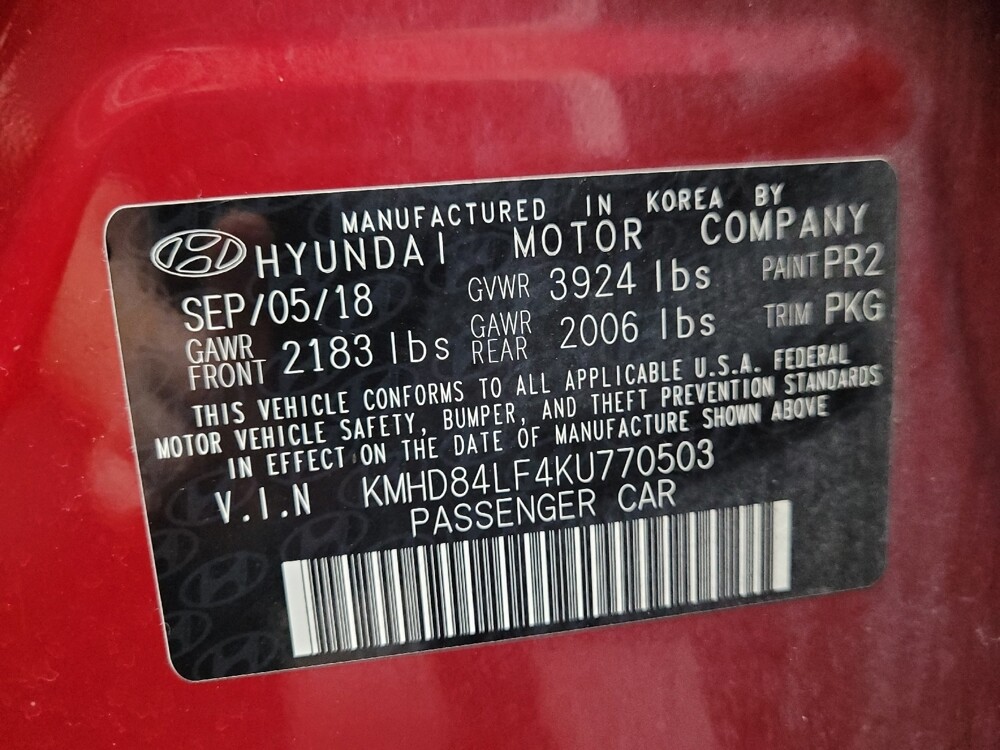 MANUFACTURED IN KOREA BY
HYUNDAI MOTOR COMPANY
SEP/05/18 GVWR 3924 lbs PAINT PR2
GAWR FRONT 2183 lbs GAWR REAR 2006 lbs TRIM PKG
THIS VEHICLE CONFORMS TO ALL APPLICABLE U.S.A. FEDERAL
MOTOR VEHICLE SAFETY, BUMPER, AND THEFT PREVENTION STANDARDS
IN EFFECT ON THE DATE OF MANUFACTURE SHOWN ABOVE
V.I.N KMHD84LF4KU770503
PASSENGER CAR